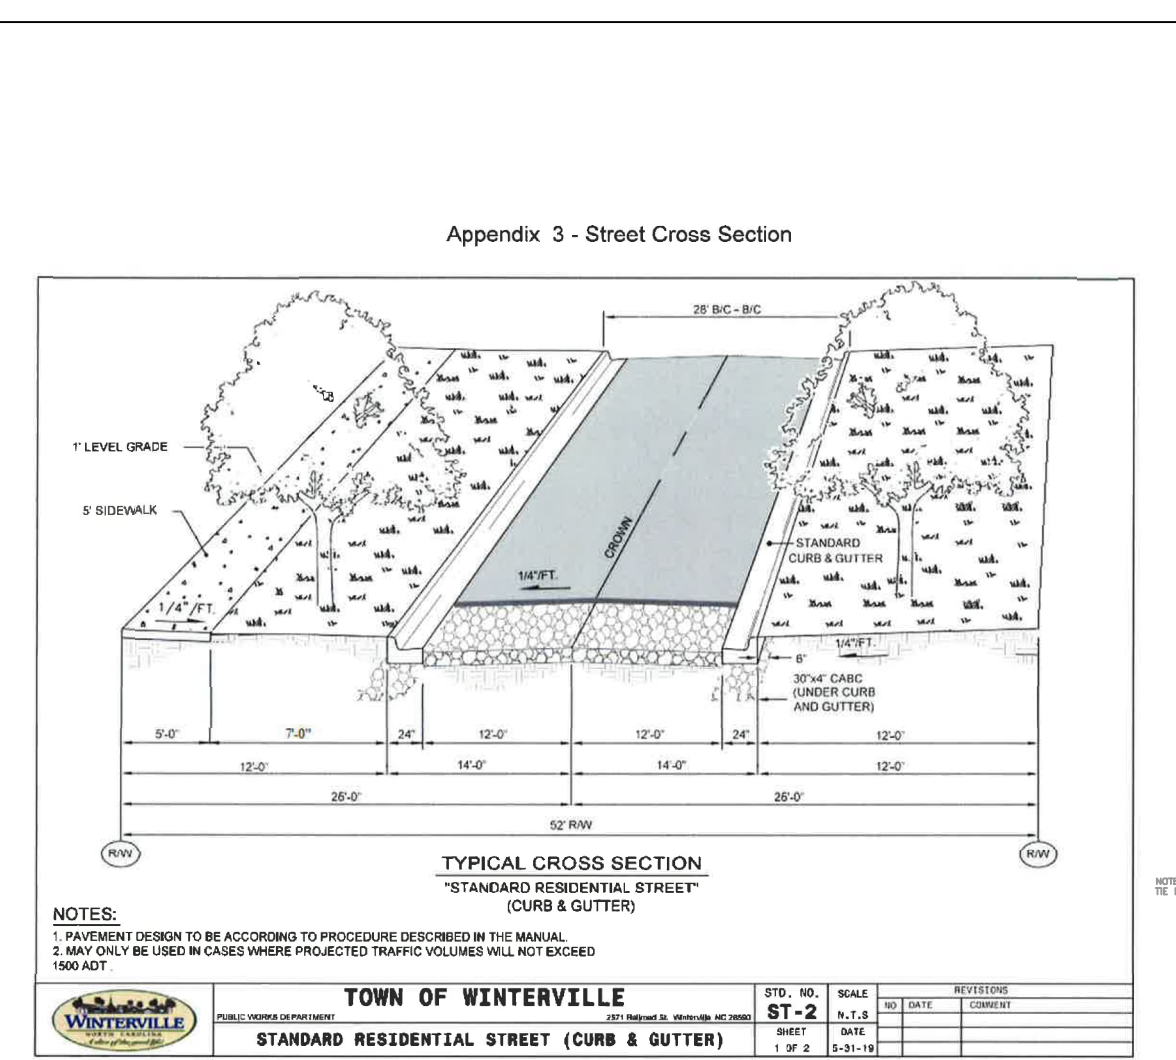 Appendix 3 - Street Cross Section
28' B/C - B/C
1' LEVEL GRADE
5' SIDEWALK
CROWN
STANDARD
CURB & GUTTER
1/4"/FT.
1/4"/FT.
1/4"/FT.
6"
30"x4" CABC
(UNDER CURB
AND GUTTER)
5'-0" 7'-0" 24" 12'-0" 12'-0" 24" 12'-0"
12'-0" 14'-0" 14'-0" 12'-0"
26'-0" 26'-0"
52' R/W
R/W R/W
TYPICAL CROSS SECTION
"STANDARD RESIDENTIAL STREET"
(CURB & GUTTER)
NOTE
TIE
NOTES:
1. PAVEMENT DESIGN TO BE ACCORDING TO PROCEDURE DESCRIBED IN THE MANUAL.
2. MAY ONLY BE USED IN CASES WHERE PROJECTED TRAFFIC VOLUMES WILL NOT EXCEED
1500 ADT.
WINTERVILLE
NORTH CAROLINA
TOWN OF WINTERVILLE
PUBLIC WORKS DEPARTMENT 2571 Railroad St. Winterville NC 28590
STANDARD RESIDENTIAL STREET (CURB & GUTTER)
STD. NO.
ST-2
SHEET
1 OF 2
SCALE
N.T.S
DATE
5-31-19
REVISIONS
NO DATE COMMENT